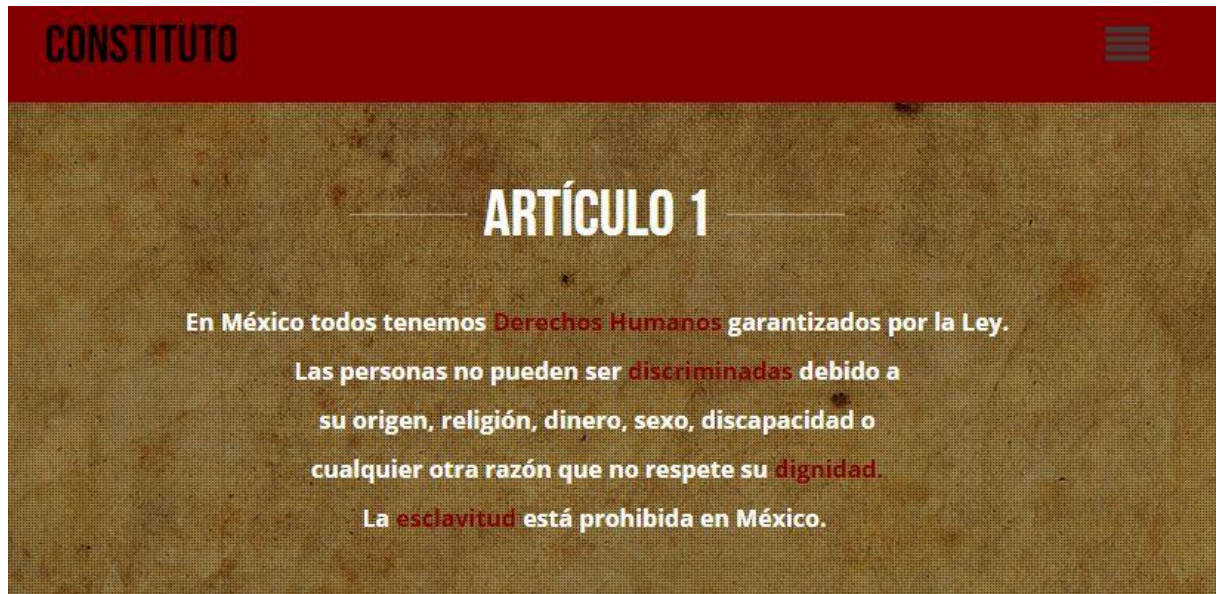 CONSTITUTO
ARTÍCULO 1
En México todos tenemos Derechos Humanos garantizados por la Ley.
Las personas no pueden ser discriminadas debido a
su origen, religión, dinero, sexo, discapacidad o
cualquier otra razón que no respete su dignidad.
La esclavitud está prohibida en México.